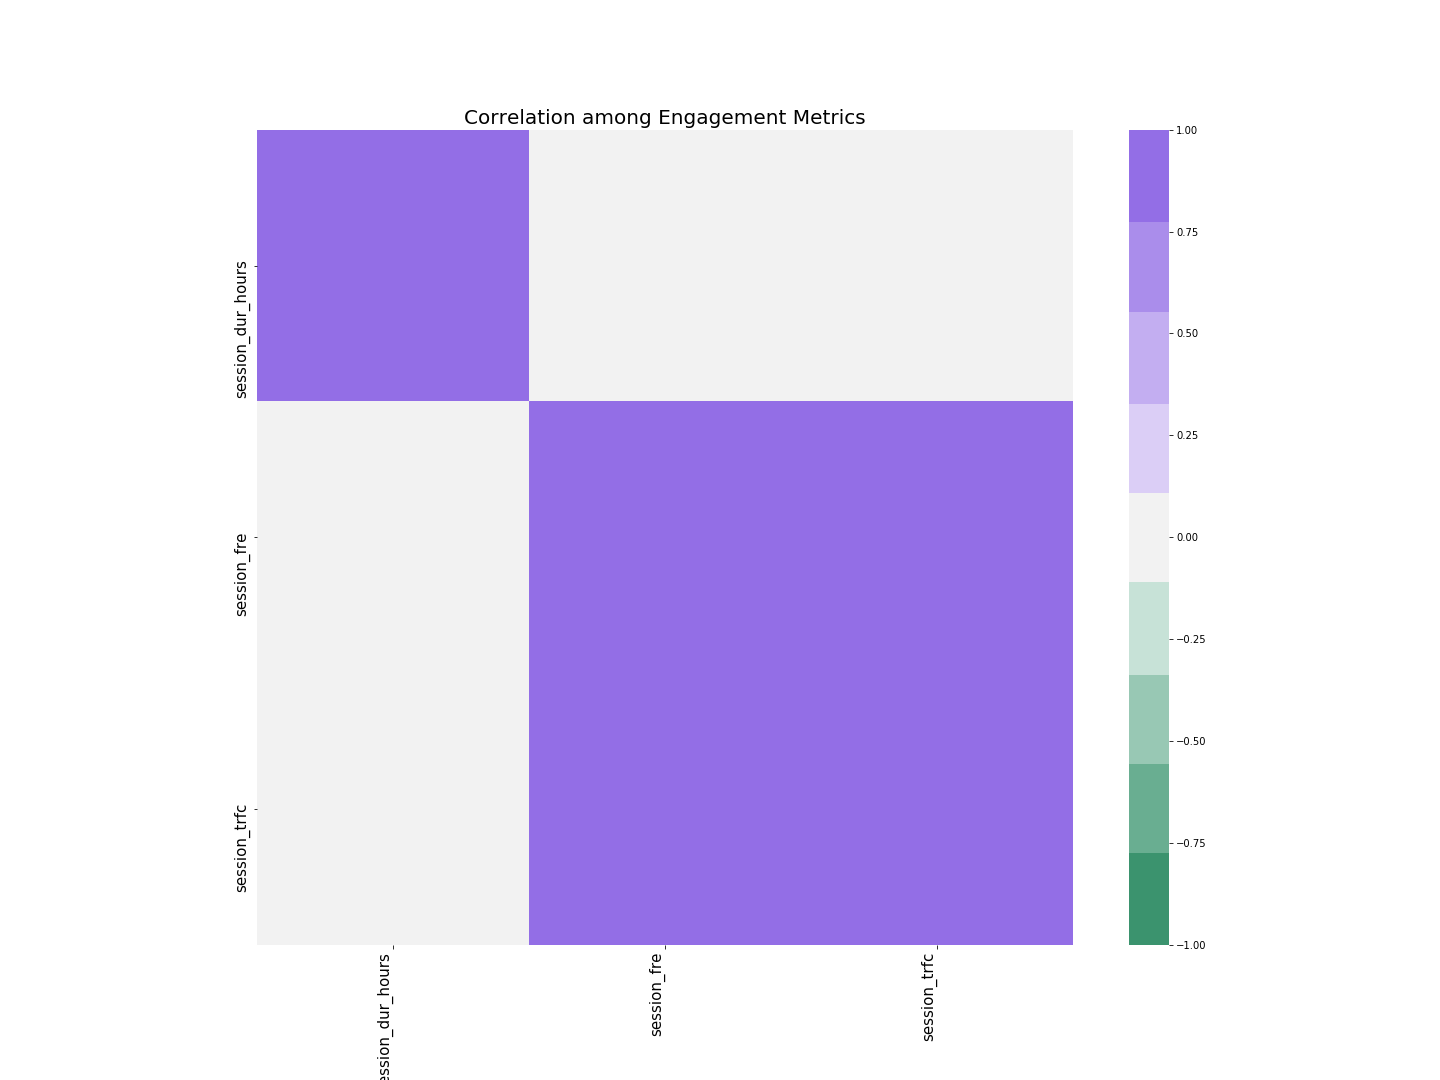 Correlation among Engagement Metrics
session_dur_hours
session_fre
session_trfc
ession_dur_hours
session_fre
session_trfc
1.00
0.75
0.50
0.25
0.00
−0.25
−0.50
−0.75
−1.00